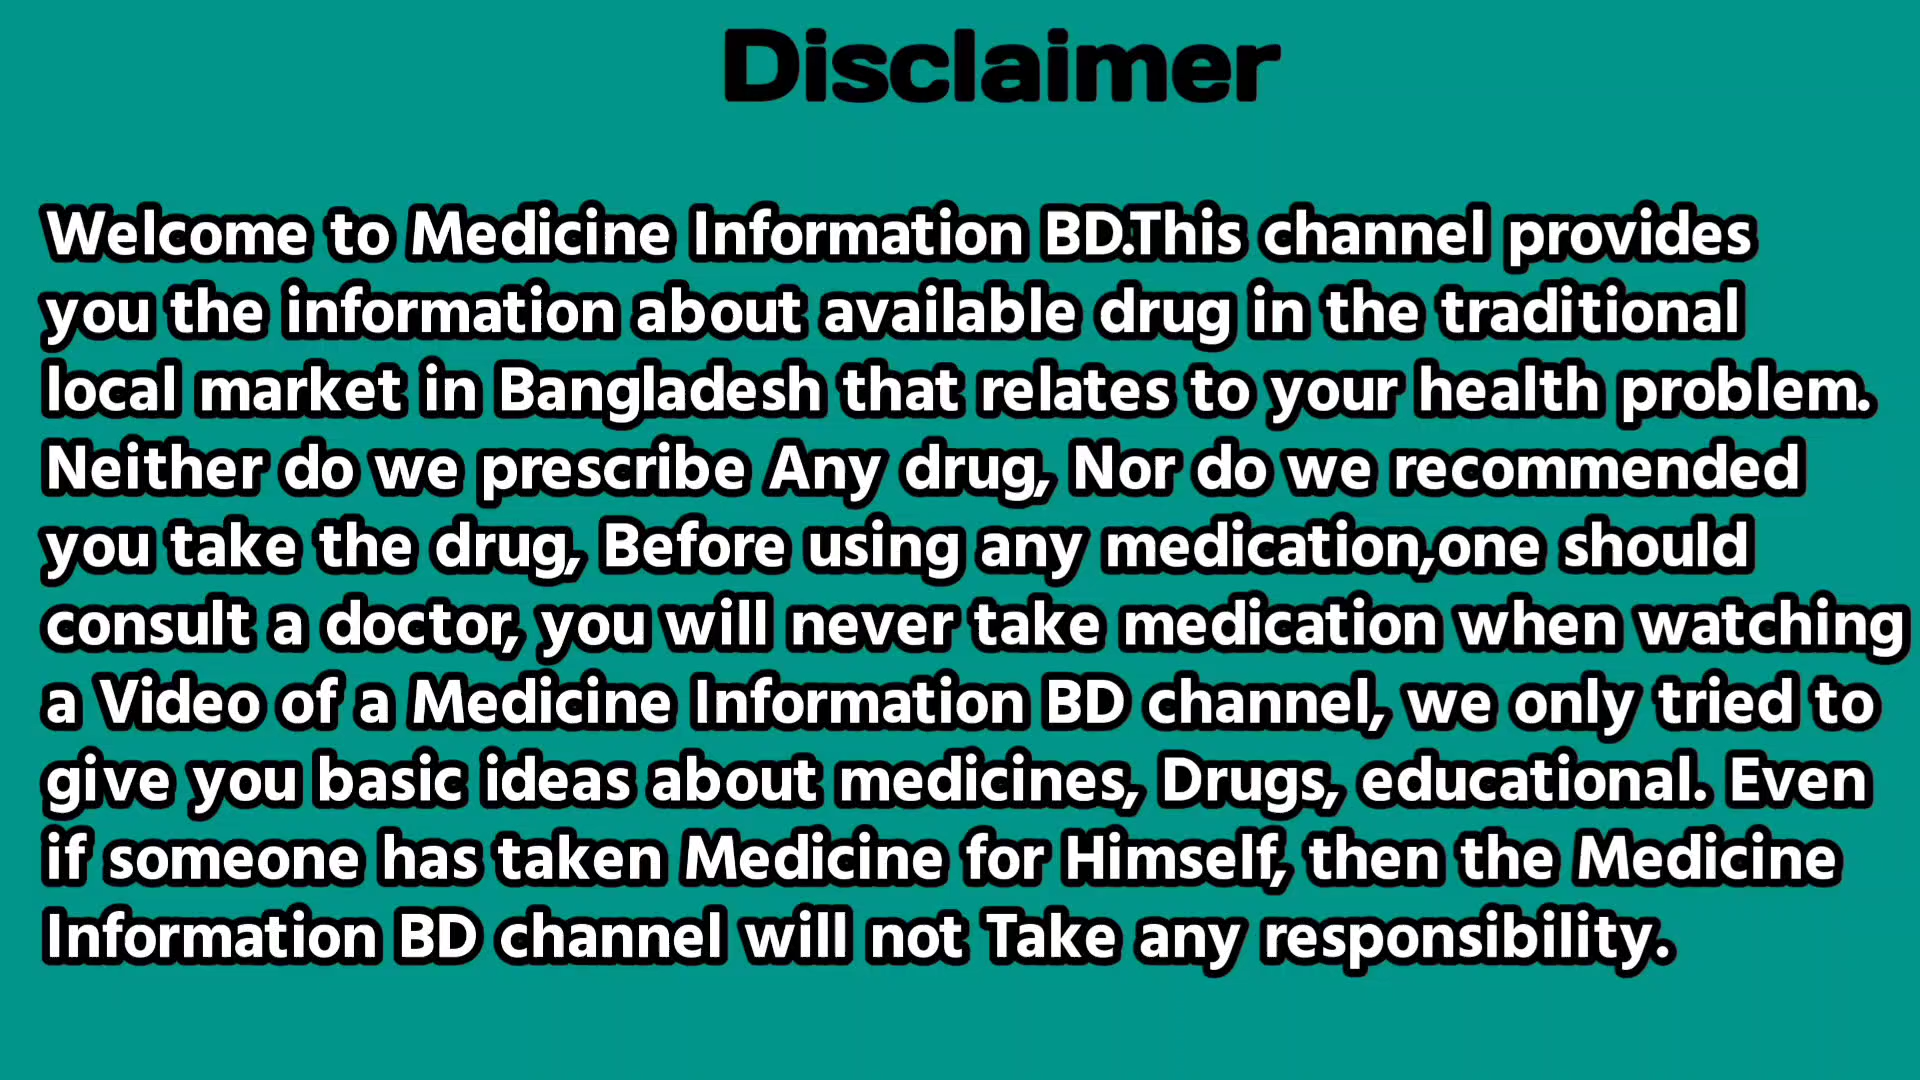 Disclaimer
Welcome to Medicine Information BD.This channel provides
you the information about available drug in the traditional
local market in Bangladesh that relates to your health problem.
Neither do we prescribe Any drug, Nor do we recommended
you take the drug, Before using any medication,one should
consult a doctor, you will never take medication when watching
a Video of a Medicine Information BD channel, we only tried to
give you basic ideas about medicines, Drugs, educational. Even
if someone has taken Medicine for Himself, then the Medicine
Information BD channel will not Take any responsibility.